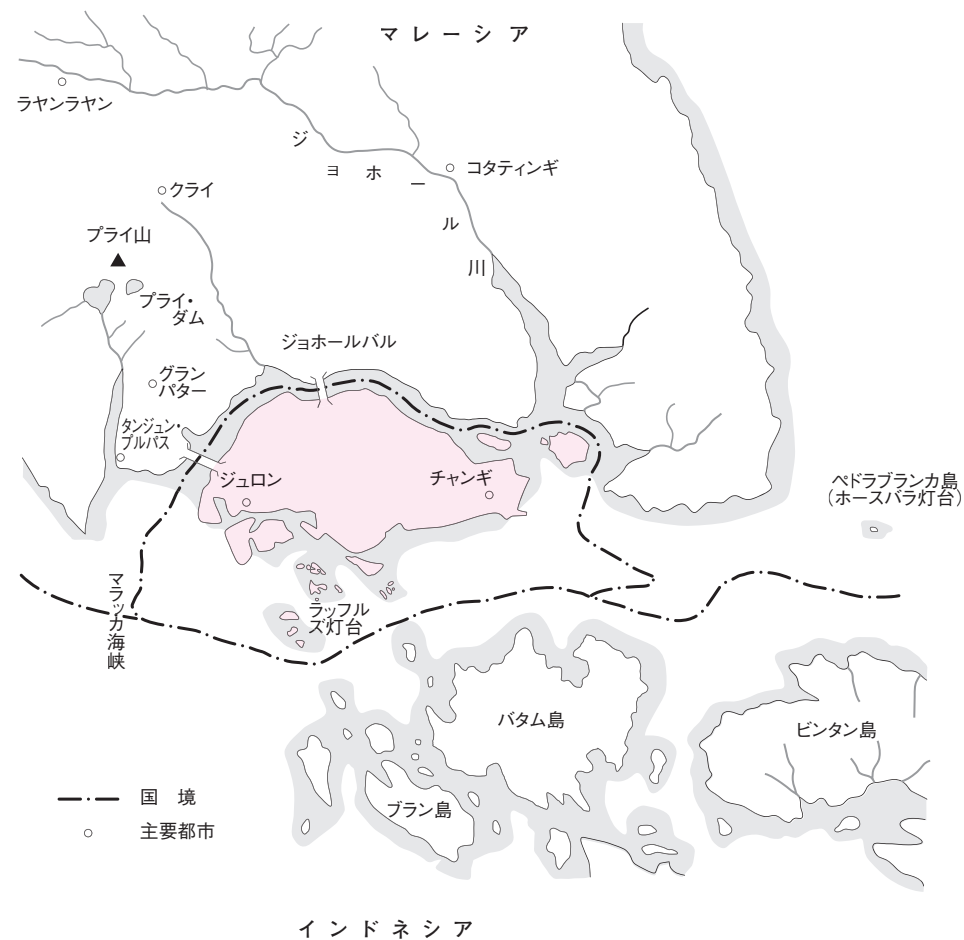 マレーシア
ラヤンラヤン
ジョホール川
コタティンギ
クライ
プライ山
プライ・
ダム
ジョホールバル
グラン
パター
タンジュン・
プルパス
ジュロン
チャンギ
ペドラブランカ島
（ホースバラ灯台）
マラッカ海峡
ラッフル
ズ灯台
バタム島
ビンタン島
ブラン島
国　境
主要都市
インドネシア